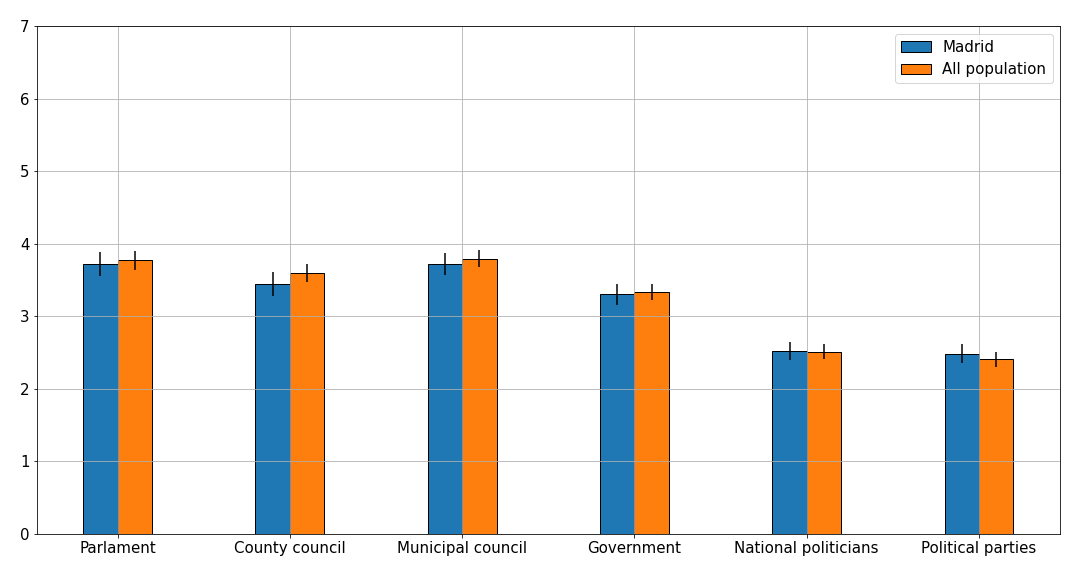 7
6
5
4
3
2
1
0
Madrid
All population
Parlament
County council
Municipal council
Government
National politicians
Political parties